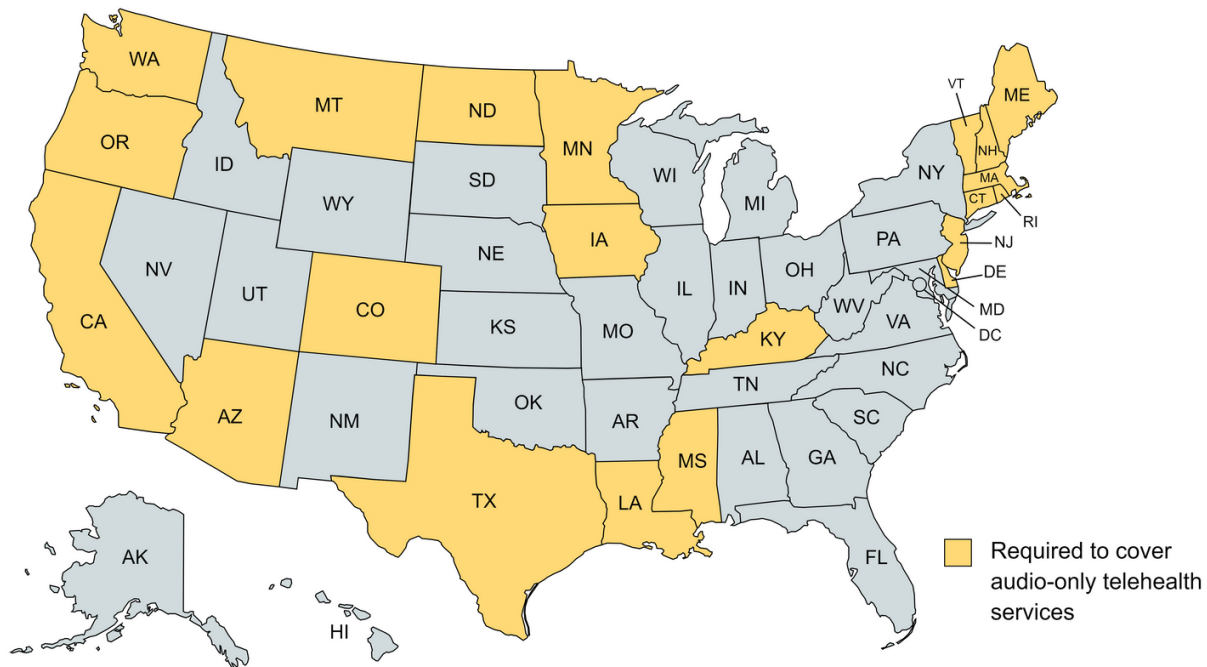 WA
MT
ND
MN
VT
ME
OR
ID
WY
SD
WI
MI
NY
NH
MA
CT
RI
NV
UT
CO
NE
IA
IL
IN
OH
PA
NJ
DE
MD
DC
CA
AZ
NM
KS
MO
KY
WV
VA
OK
AR
TN
NC
SC
TX
LA
MS
AL
GA
FL
AK
HI
Required to cover
audio-only telehealth
services